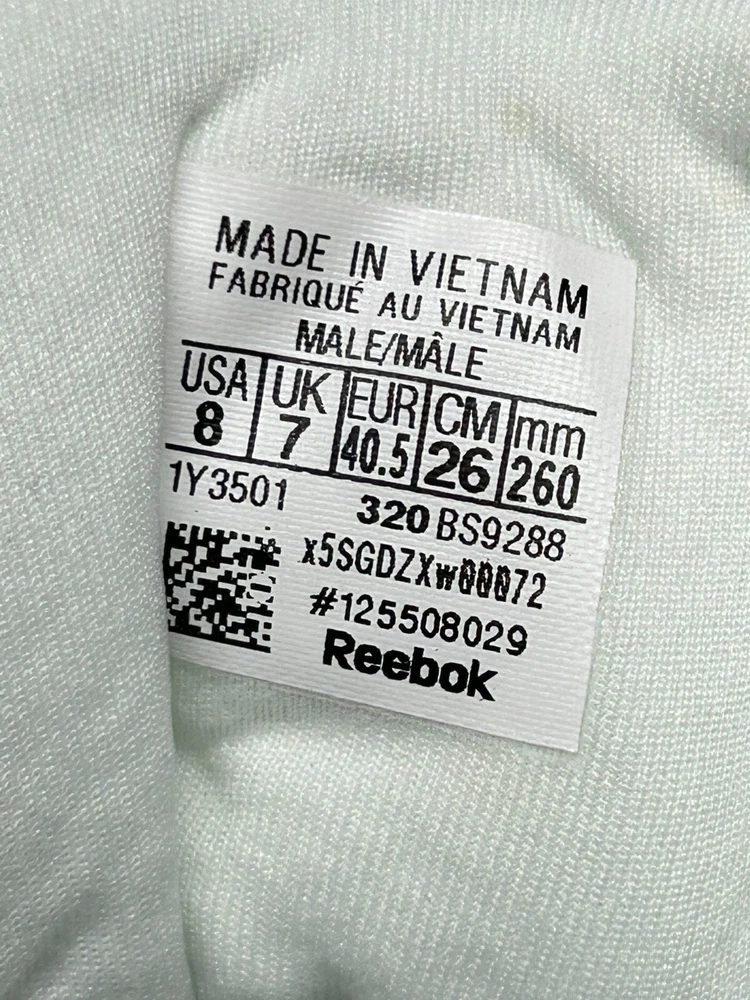 MADE IN VIETNAM
FABRIQUÉ AU VIETNAM
MALE/MÂLE
USA UK EUR CM mm
8 7 40.5 26 260
1Y3501 320 BS9288
x5SGDZXw00072
#125508029
Reebok